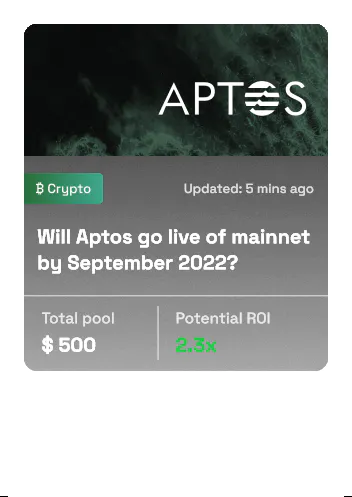 APTOS
₿ Crypto
Updated: 5 mins ago
Will Aptos go live of mainnet
by September 2022?
Total pool
Potential ROI
$ 500
2.3x